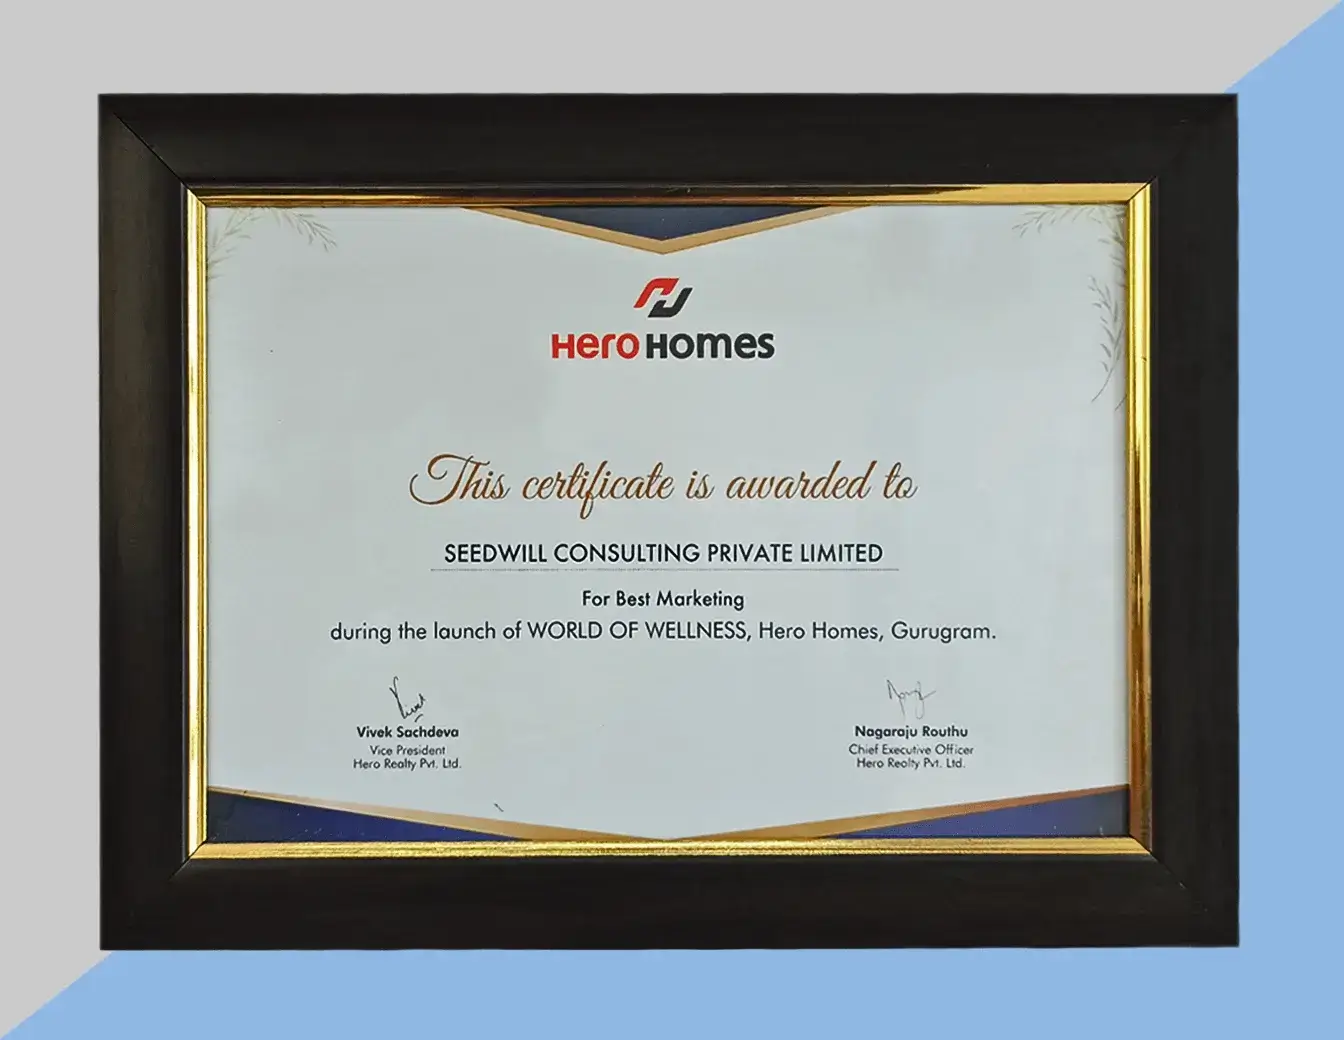 Hero Homes
This certificate is awarded to
SEEDWILL CONSULTING PRIVATE LIMITED
For Best Marketing
during the launch of WORLD OF WELLNESS, Hero Homes, Gurugram.
Vivek
Vivek Sachdeva
Vice President
Hero Realty Pvt. Ltd.
Nagaraju Routhu
Chief Executive Officer
Hero Realty Pvt. Ltd.